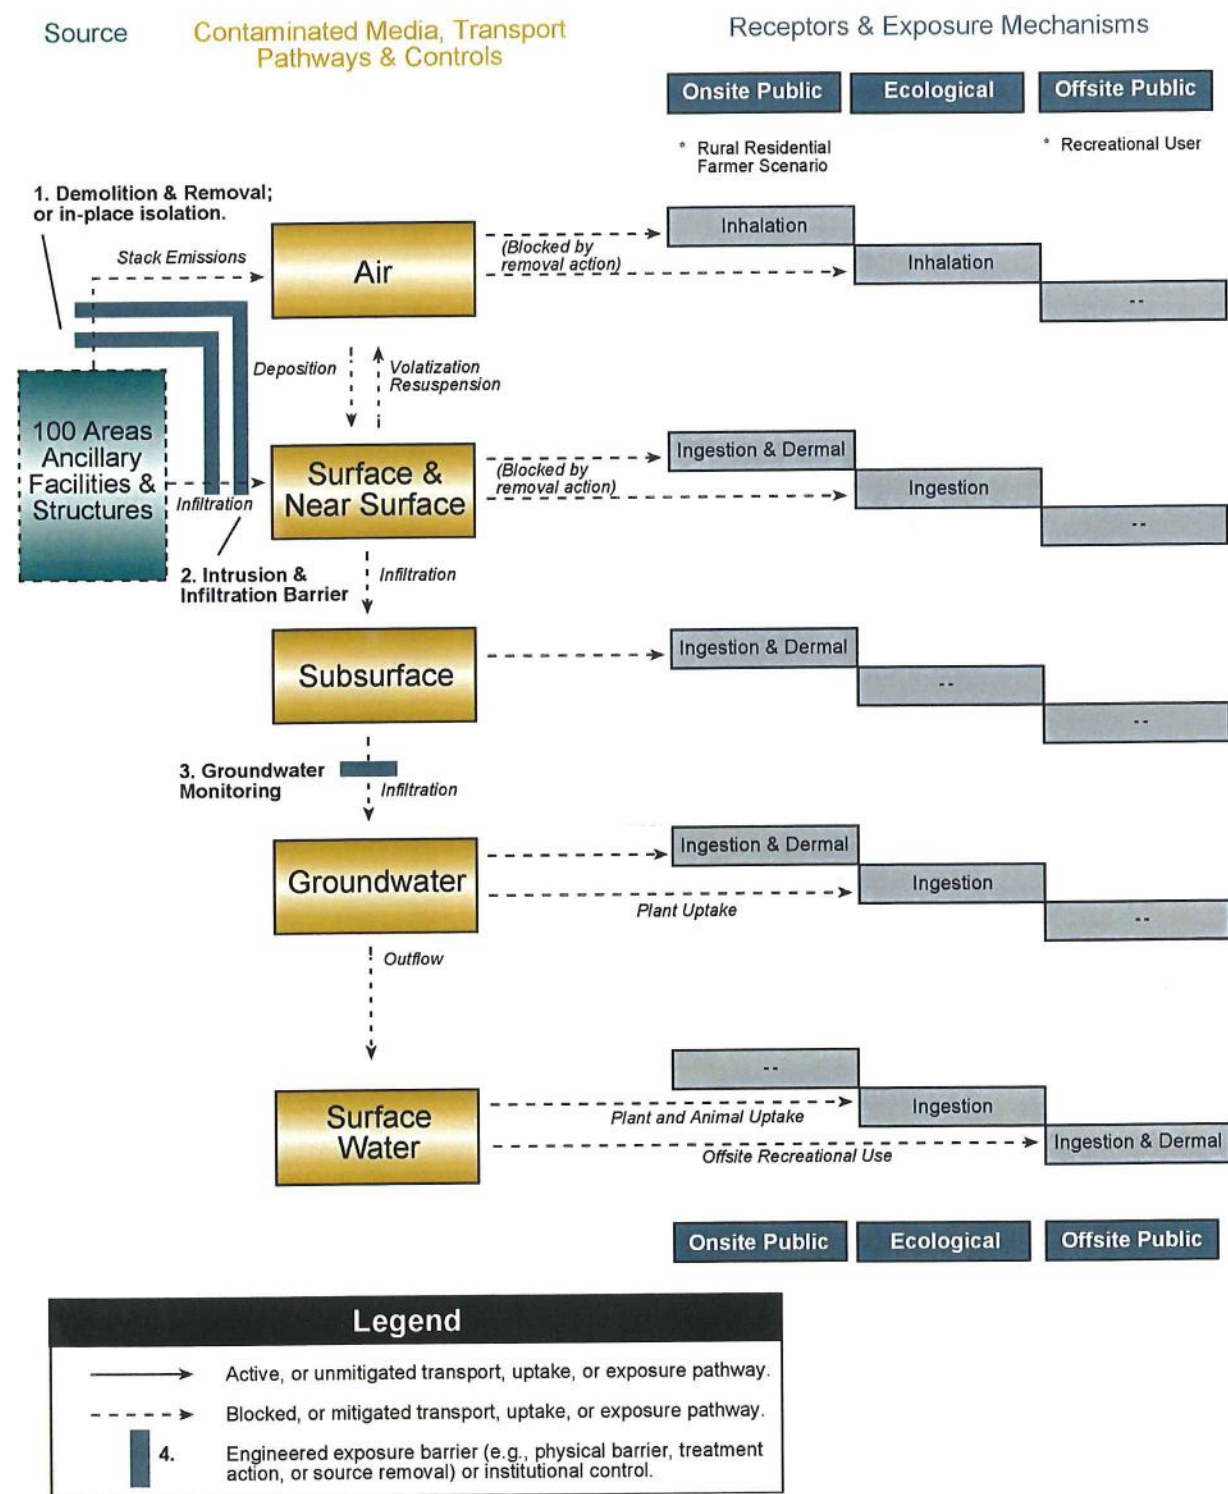 Source
Contaminated Media, Transport
Pathways & Controls
Receptors & Exposure Mechanisms
Onsite Public
Ecological
Offsite Public
* Rural Residential
Farmer Scenario
* Recreational User
1. Demolition & Removal;
or in-place isolation.
Stack Emissions
Air
(Blocked by
removal action)
Inhalation
Inhalation
--
Deposition
Volatization
Resuspension
100 Areas
Ancillary
Facilities &
Structures
Infiltration
Surface &
Near Surface
(Blocked by
removal action)
Ingestion & Dermal
Ingestion
--
2. Intrusion &
Infiltration Barrier
Infiltration
Subsurface
Ingestion & Dermal
--
--
3. Groundwater
Monitoring
Infiltration
Groundwater
Ingestion & Dermal
Ingestion
Plant Uptake
--
Outflow
Surface
Water
--
Plant and Animal Uptake
Ingestion
Offsite Recreational Use
Ingestion & Dermal
Onsite Public
Ecological
Offsite Public
Legend
Active, or unmitigated transport, uptake, or exposure pathway.
Blocked, or mitigated transport, uptake, or exposure pathway.
4.
Engineered exposure barrier (e.g., physical barrier, treatment
action, or source removal) or institutional control.